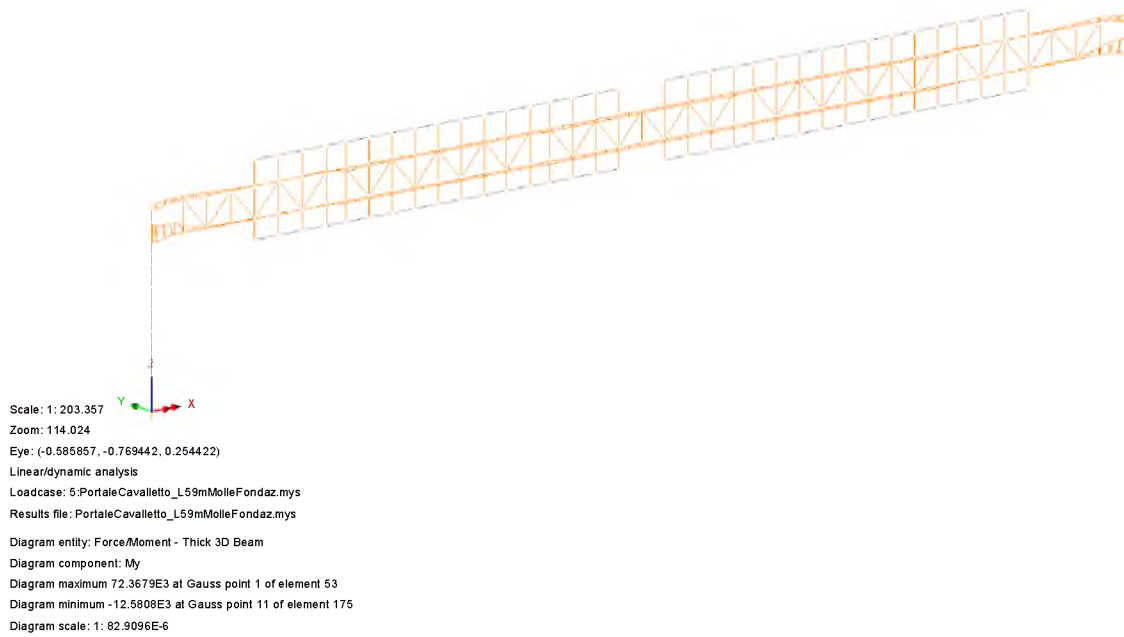 Z
Y
X
Scale: 1: 203.357
Zoom: 114.024
Eye: (-0.585857, -0.769442, 0.254422)
Linear/dynamic analysis
Loadcase: 5:PortaleCavalletto_L59mMolleFondaz.mys
Results file: PortaleCavalletto_L59mMolleFondaz.mys
Diagram entity: Force/Moment - Thick 3D Beam
Diagram component: My
Diagram maximum 72.3679E3 at Gauss point 1 of element 53
Diagram minimum -12.5808E3 at Gauss point 11 of element 175
Diagram scale: 1: 82.9096E-6